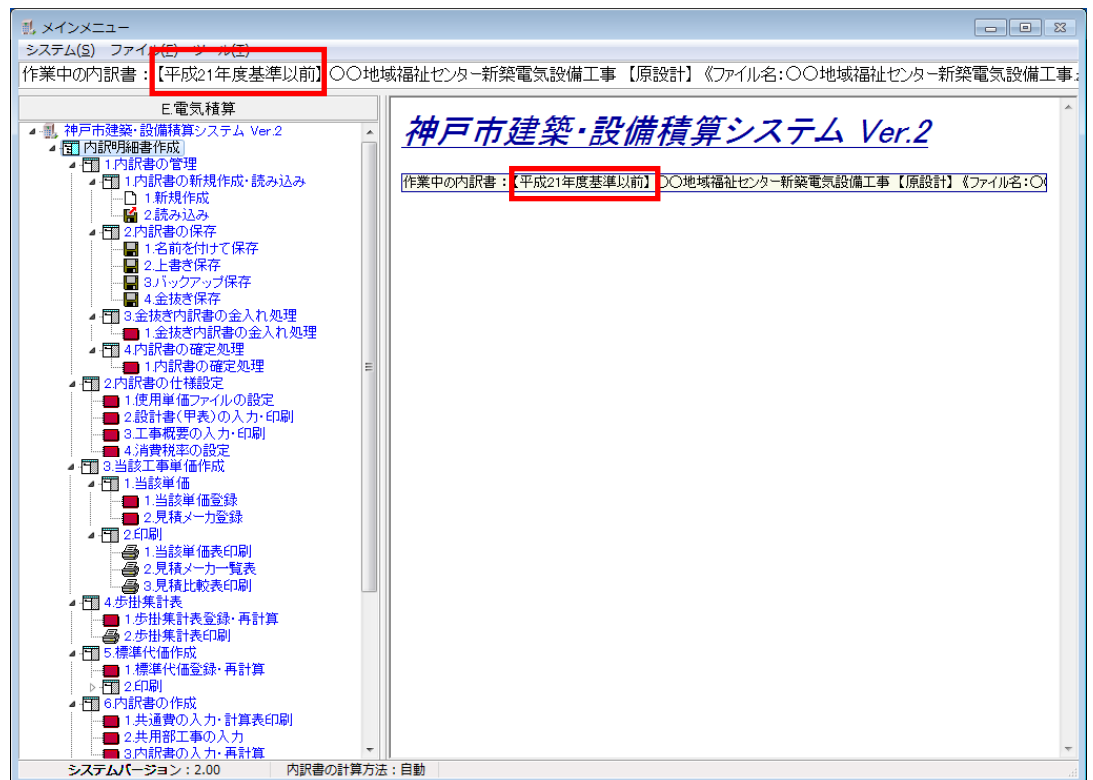 メインメニュー
システム(S) ファイル(F) ツール(T)
作業中の内訳書：【平成21年度基準以前】〇〇地域福祉センター新築電気設備工事 【原設計】《ファイル名:〇〇地域福祉センター新築電気設備工事.
E.電気積算
神戸市建築・設備積算システム Ver.2
内訳明細書作成
1.内訳書の管理
1.内訳書の新規作成・読み込み
1.新規作成
2.読み込み
2.内訳書の保存
1.名前を付けて保存
2.上書き保存
3.バックアップ保存
4.金抜き保存
3.金抜き内訳書の金入れ処理
1.金抜き内訳書の金入れ処理
4.内訳書の確定処理
1.内訳書の確定処理
2.内訳書の仕様設定
1.使用単価ファイルの設定
2.設計書(甲表)の入力・印刷
3.工事概要の入力・印刷
4.消費税率の設定
3.当該工事単価作成
1.当該単価
1.当該単価登録
2.見積メーカ登録
2.印刷
1.当該単価表印刷
2.見積メーカ一覧表
3.見積比較表印刷
4.歩掛集計表
1.歩掛集計表登録・再計算
2.歩掛集計表印刷
5.標準代価作成
1.標準代価登録・再計算
2.印刷
6.内訳書の作成
1.共通費の入力・計算表印刷
2.共用部工事の入力
3.内訳書の入力・再計算
神戸市建築・設備積算システム Ver.2
作業中の内訳書：【平成21年度基準以前】〇〇地域福祉センター新築電気設備工事 【原設計】《ファイル名:〇
システムバージョン：2.00 内訳書の計算方法：自動